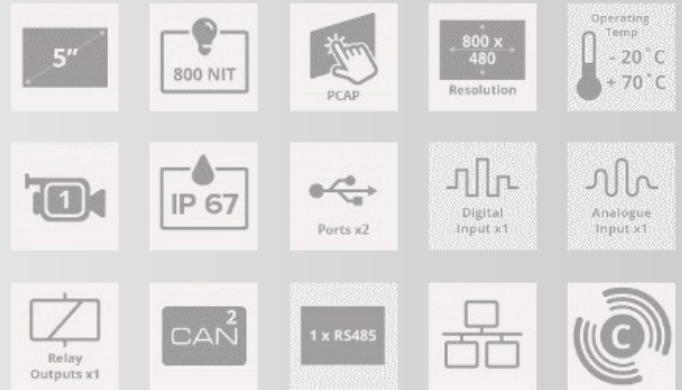 5"
800 NIT
PCAP
800 x
480
Resolution
Operating
Temp
- 20˚C
+ 70˚C
1
IP 67
Ports x2
Digital
Input x1
Analogue
Input x1
Relay
Outputs x1
CAN 2
1 x RS485
C